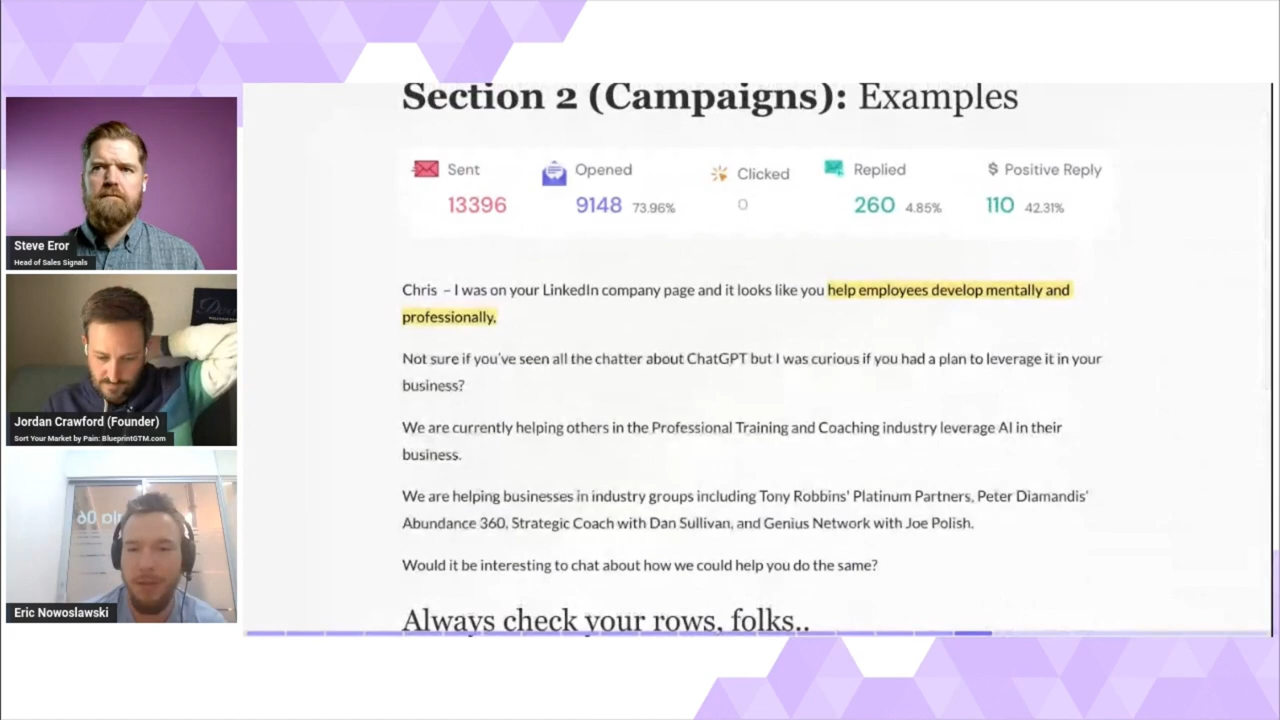 Section 2 (Campaigns): Examples
Sent
13396
Opened
9148 73.96%
Clicked
0
Replied
260 4.85%
$ Positive Reply
110 42.31%
Chris – I was on your LinkedIn company page and it looks like you help employees develop mentally and
professionally.
Not sure if you've seen all the chatter about ChatGPT but I was curious if you had a plan to leverage it in your
business?
We are currently helping others in the Professional Training and Coaching industry leverage AI in their
business.
We are helping businesses in industry groups including Tony Robbins' Platinum Partners, Peter Diamandis'
Abundance 360, Strategic Coach with Dan Sullivan, and Genius Network with Joe Polish.
Would it be interesting to chat about how we could help you do the same?
Always check your rows, folks..
Steve Eror
Head of Sales Signals
Jordan Crawford (Founder)
Sort Your Market by Pain: BlueprintGTM.com
Eric Nowoslawski